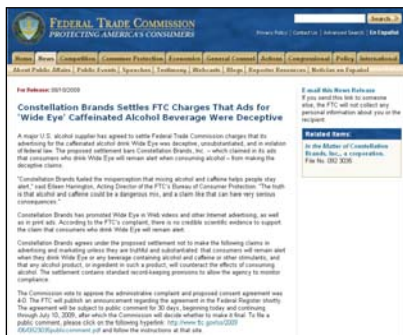 FEDERAL TRADE COMMISSION
PROTECTING AMERICA'S CONSUMERS
Search
Privacy Policy | Contact Us | Advanced Search | En Español
Home News Competition Consumer Protection Economics General Counsel Actions Congressional Policy International
About Public Affairs | Public Events | Speeches | Testimony | Webcasts | Blogs | Reporter Resources | Noticias en Español
For Release:
Constellation Brands Settles FTC Charges That Ads for
'Wide Eye' Caffeinated Alcohol Beverage Were Deceptive
A major U.S. alcohol supplier has agreed to settle Federal Trade Commission charges that its
advertising for the caffeinated alcohol drink Wide Eye was deceptive, unsubstantiated, and in violation
of federal law. The proposed settlement bars Constellation Brands, Inc. – which claimed in its ads
that consumers who drink Wide Eye will remain alert when consuming alcohol – from making the
deceptive claims.
"Constellation Brands fueled the misperception that mixing alcohol and caffeine helps people stay
alert," said Eileen Harrington, Acting Director of the FTC's Bureau of Consumer Protection. "The truth
is that alcohol and caffeine could be a dangerous mix, and a claim like that can have very serious
consequences."
Constellation Brands has promoted Wide Eye in Web videos and other Internet advertising, as well
as in print ads. According to the FTC's complaint, there is no credible scientific evidence to support
the claim that consumers who drink Wide Eye will remain alert.
Constellation Brands agrees under the proposed settlement not to make the following claims in
advertising and marketing unless they are truthful and substantiated: that consumers will remain alert
when they drink Wide Eye or any beverage containing alcohol and caffeine or other stimulants, and
that any alcohol product, or ingredient in such a product, will counteract the effects of consuming
alcohol. The settlement contains standard record-keeping provisions to allow the agency to monitor
compliance.
The Commission vote to approve the administrative complaint and proposed consent agreement was
4-0. The FTC will publish an announcement regarding the agreement in the Federal Register shortly.
The agreement will be subject to public comment for 30 days, beginning today and continuing
through July 10, 2009, after which the Commission will decide whether to make it final. To file a
public comment, please click on the following hyperlink:
and follow the instructions at that site.
E-mail this News Release
If you send this link to someone
else, the FTC will not collect any
personal information about you or the
recipient.
Related Items:
In the Matter of Constellation
Brands, Inc., a corporation.
File No.